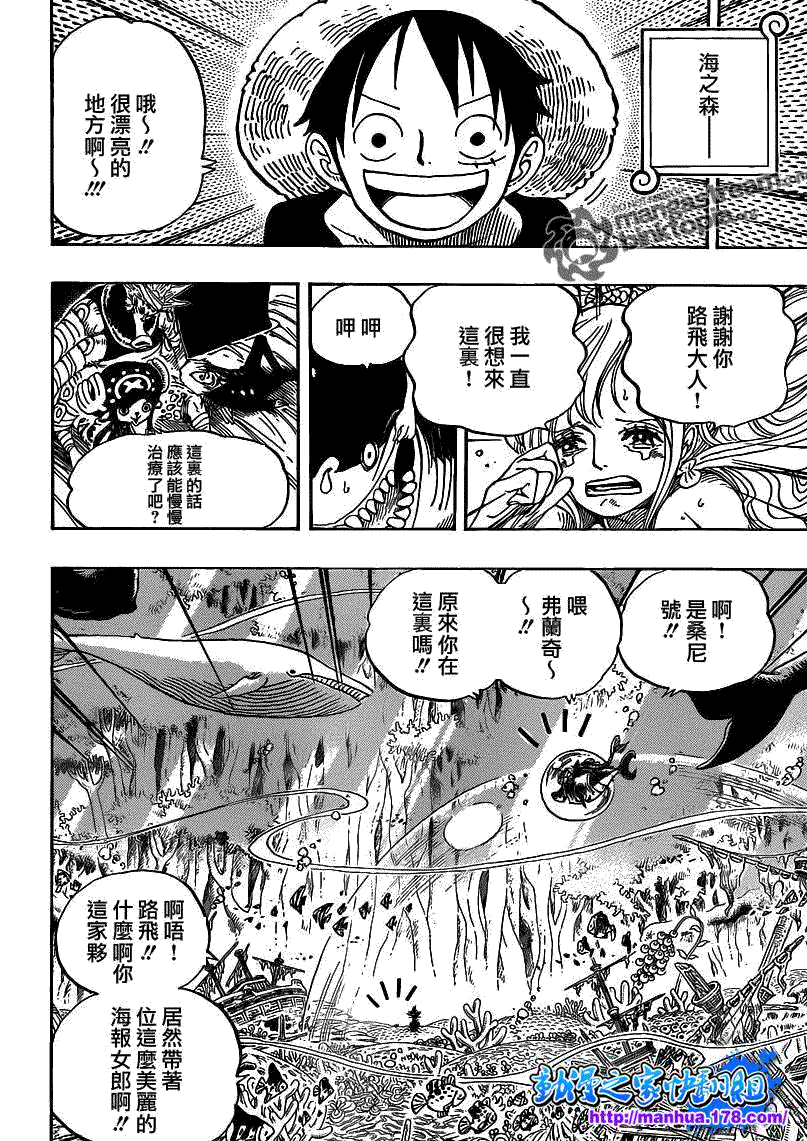 海之森——
哦～!!
很漂亮的
地方啊～!!!
謝謝你
路飛大人！
我一直
很想來
這裏！
呷呷
這裏的話
應該能慢慢
治療了吧？
啊！
是桑尼
號!!
喂
弗蘭奇～
～!!
原來你在
這裏嗎!!
啊唔！
路飛!!
什麼啊你
這家夥
居然帶著
位這麼美麗的
海報女郎啊!!
mangastream.com
動漫之家快翻組
http://manhua.178.com/